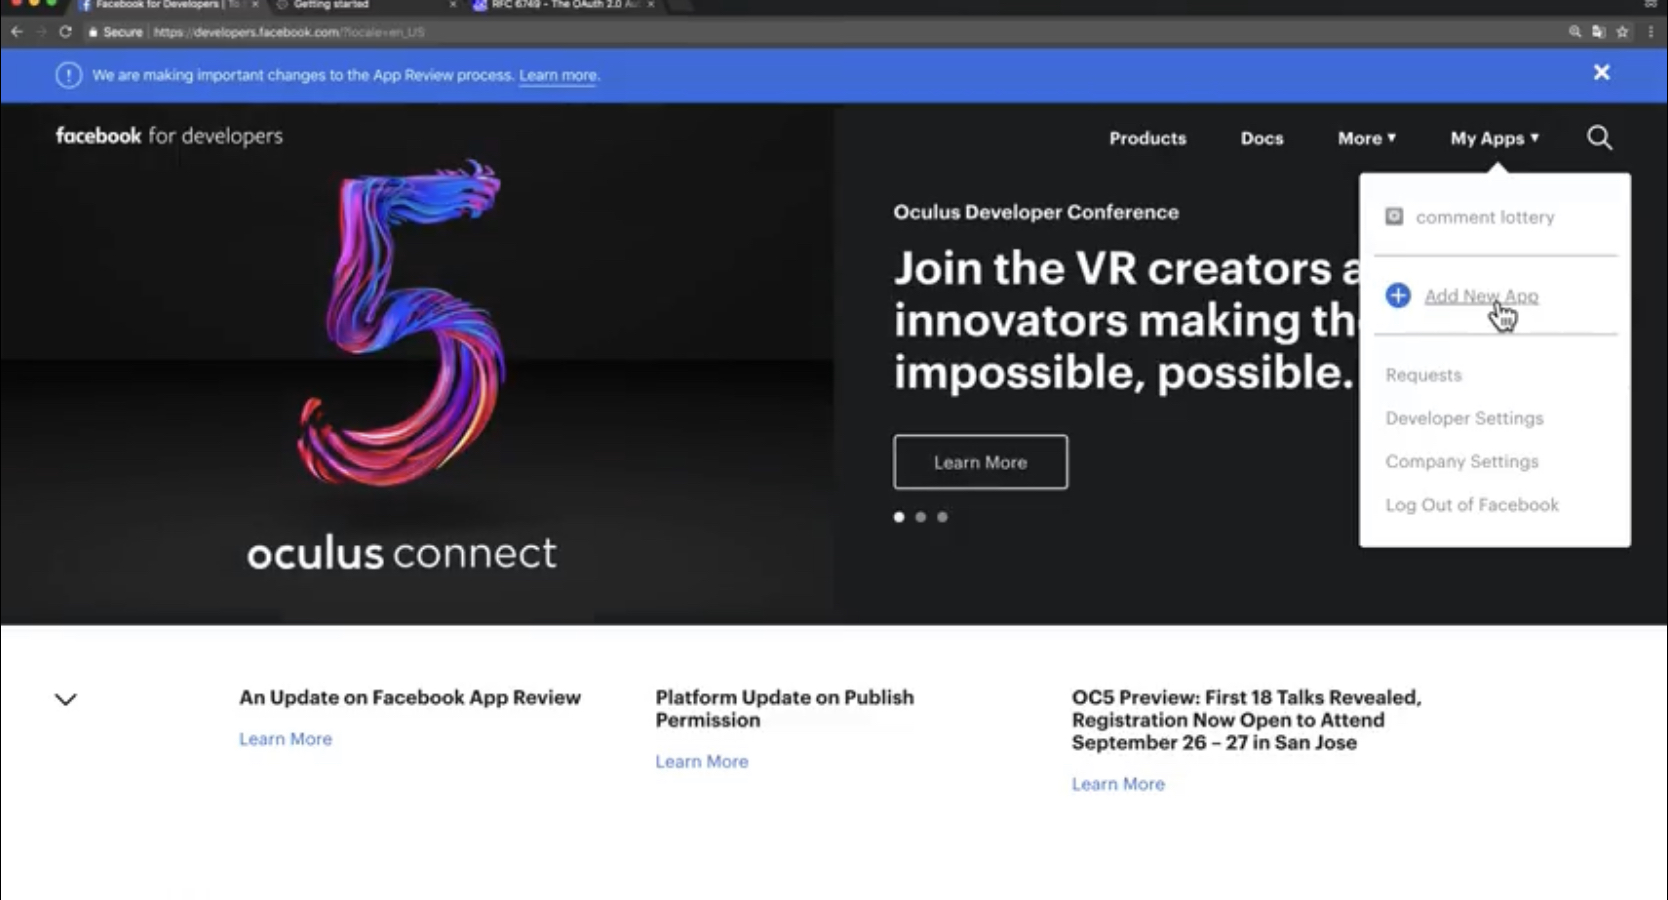 Facebook for Developers | To
Getting started
RFC 6749 - The OAuth 2.0 Au
Secure
https://developers.facebook.com/?locale=en_US
We are making important changes to the App Review process. Learn more.
facebook for developers
Products
Docs
More
My Apps
comment lottery
Add New App
Requests
Developer Settings
Company Settings
Log Out of Facebook
Oculus Developer Conference
Join the VR creators a
innovators making th
impossible, possible.
Learn More
5
oculus connect
An Update on Facebook App Review
Learn More
Platform Update on Publish
Permission
Learn More
OC5 Preview: First 18 Talks Revealed,
Registration Now Open to Attend
September 26 – 27 in San Jose
Learn More